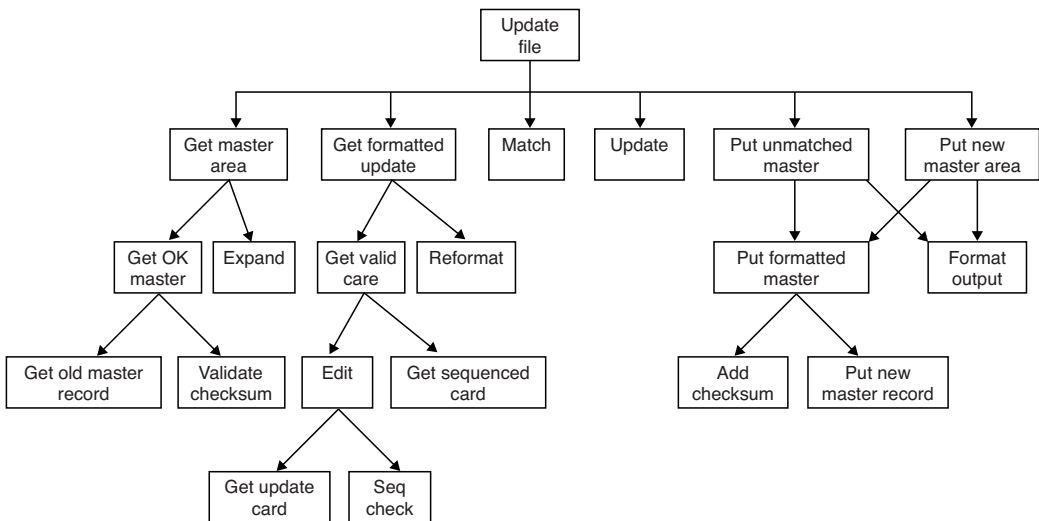 Update
file
Get master
area
Get formatted
update
Match
Update
Put unmatched
master
Put new
master area
Get OK
master
Expand
Get valid
care
Reformat
Put formatted
master
Format
output
Get old master
record
Validate
checksum
Edit
Get sequenced
card
Add
checksum
Put new
master record
Get update
card
Seq
check